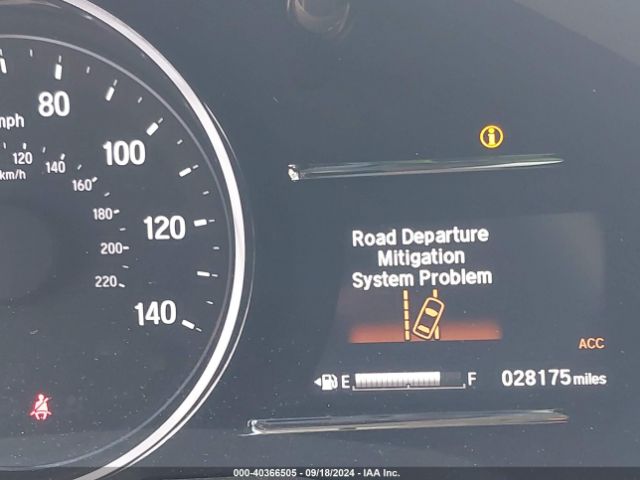 80
mph
100
120
140
km/h
160
120
180
200
220
140
Road Departure
Mitigation
System Problem
ACC
E
F
028175 miles
000-40366505 - 09/18/2024 - IAA Inc.